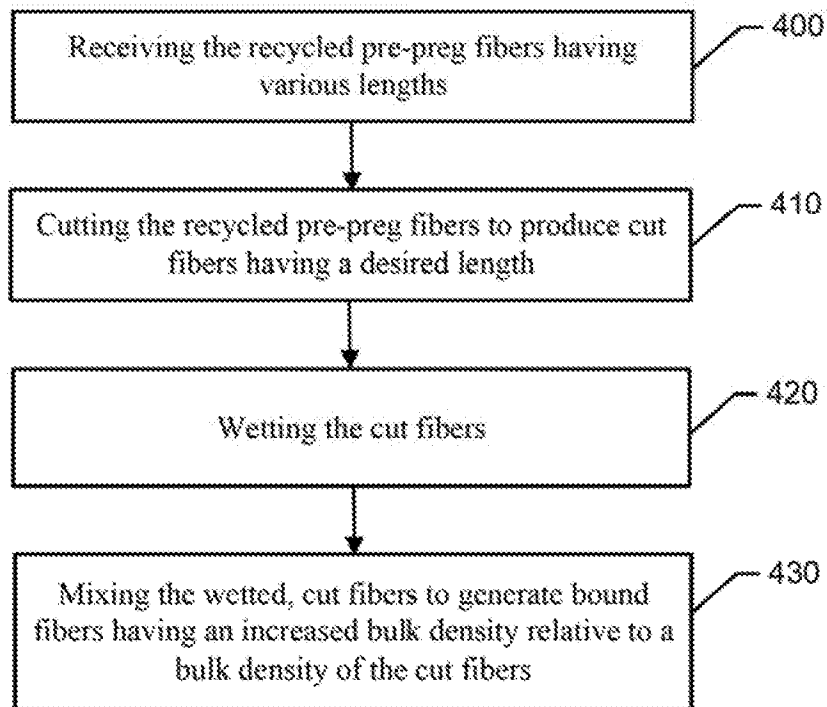 Receiving the recycled pre-preg fibers having
various lengths
400
Cutting the recycled pre-preg fibers to produce cut
fibers having a desired length
410
Wetting the cut fibers
420
Mixing the wetted, cut fibers to generate bound
fibers having an increased bulk density relative to a
bulk density of the cut fibers
430